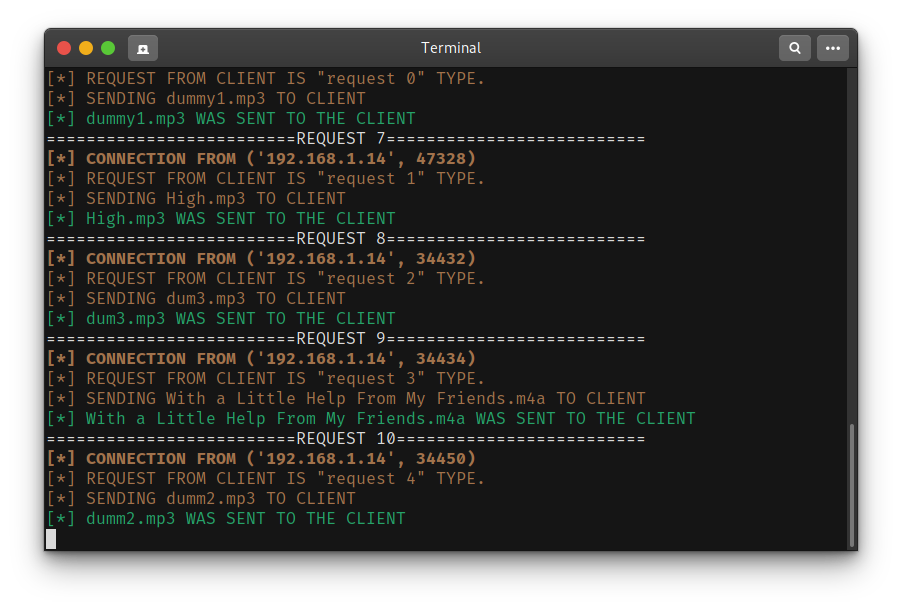 Terminal
[*] REQUEST FROM CLIENT IS "request 0" TYPE.
[*] SENDING dummy1.mp3 TO CLIENT
[*] dummy1.mp3 WAS SENT TO THE CLIENT
=========================REQUEST 7==========================
[*] CONNECTION FROM ('192.168.1.14', 47328)
[*] REQUEST FROM CLIENT IS "request 1" TYPE.
[*] SENDING High.mp3 TO CLIENT
[*] High.mp3 WAS SENT TO THE CLIENT
=========================REQUEST 8==========================
[*] CONNECTION FROM ('192.168.1.14', 34432)
[*] REQUEST FROM CLIENT IS "request 2" TYPE.
[*] SENDING dum3.mp3 TO CLIENT
[*] dum3.mp3 WAS SENT TO THE CLIENT
=========================REQUEST 9==========================
[*] CONNECTION FROM ('192.168.1.14', 34434)
[*] REQUEST FROM CLIENT IS "request 3" TYPE.
[*] SENDING With a Little Help From My Friends.m4a TO CLIENT
[*] With a Little Help From My Friends.m4a WAS SENT TO THE CLIENT
=========================REQUEST 10=========================
[*] CONNECTION FROM ('192.168.1.14', 34450)
[*] REQUEST FROM CLIENT IS "request 4" TYPE.
[*] SENDING dumm2.mp3 TO CLIENT
[*] dumm2.mp3 WAS SENT TO THE CLIENT